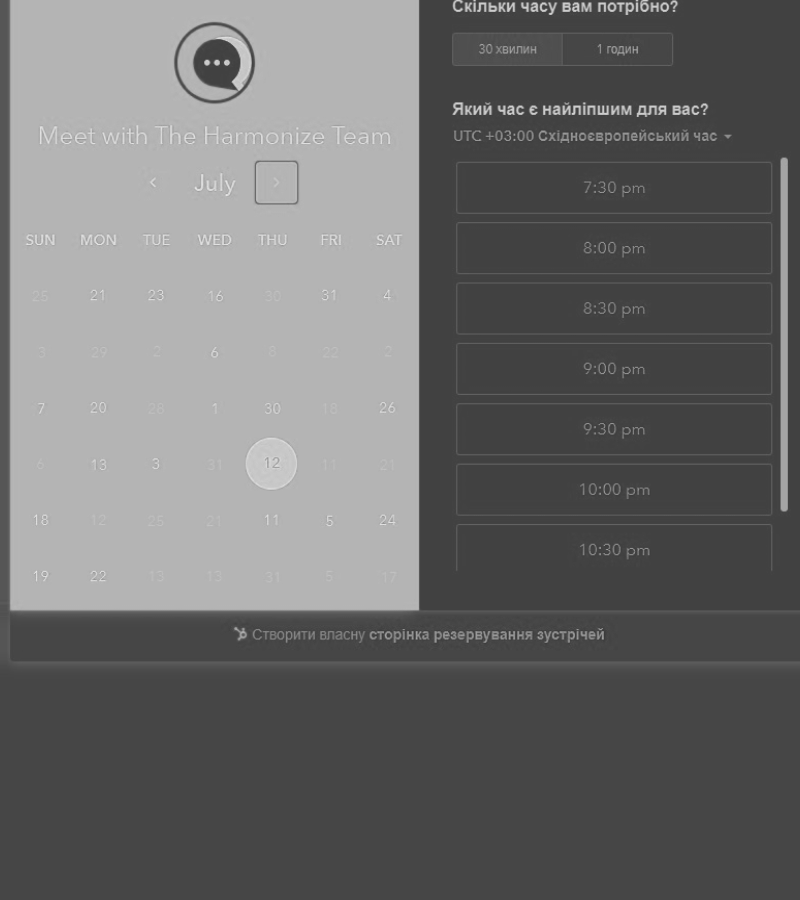 Скільки часу вам потрібно?
30 хвилин 1 годин
Який час є найліпшим для вас?
UTC +03:00 Східноєвропейський час
7:30 pm
8:00 pm
8:30 pm
9:00 pm
9:30 pm
10:00 pm
10:30 pm
Meet with The Harmonize Team
July
SUN MON TUE WED THU FRI SAT
25 21 23 16 30 31 4
3 29 2 6 8 22 2
7 20 28 1 30 18 26
6 13 3 31 12 11 21
18 12 25 21 11 5 24
19 22 13 13 31 5 17
Створити власну сторінка резервування зустрічей